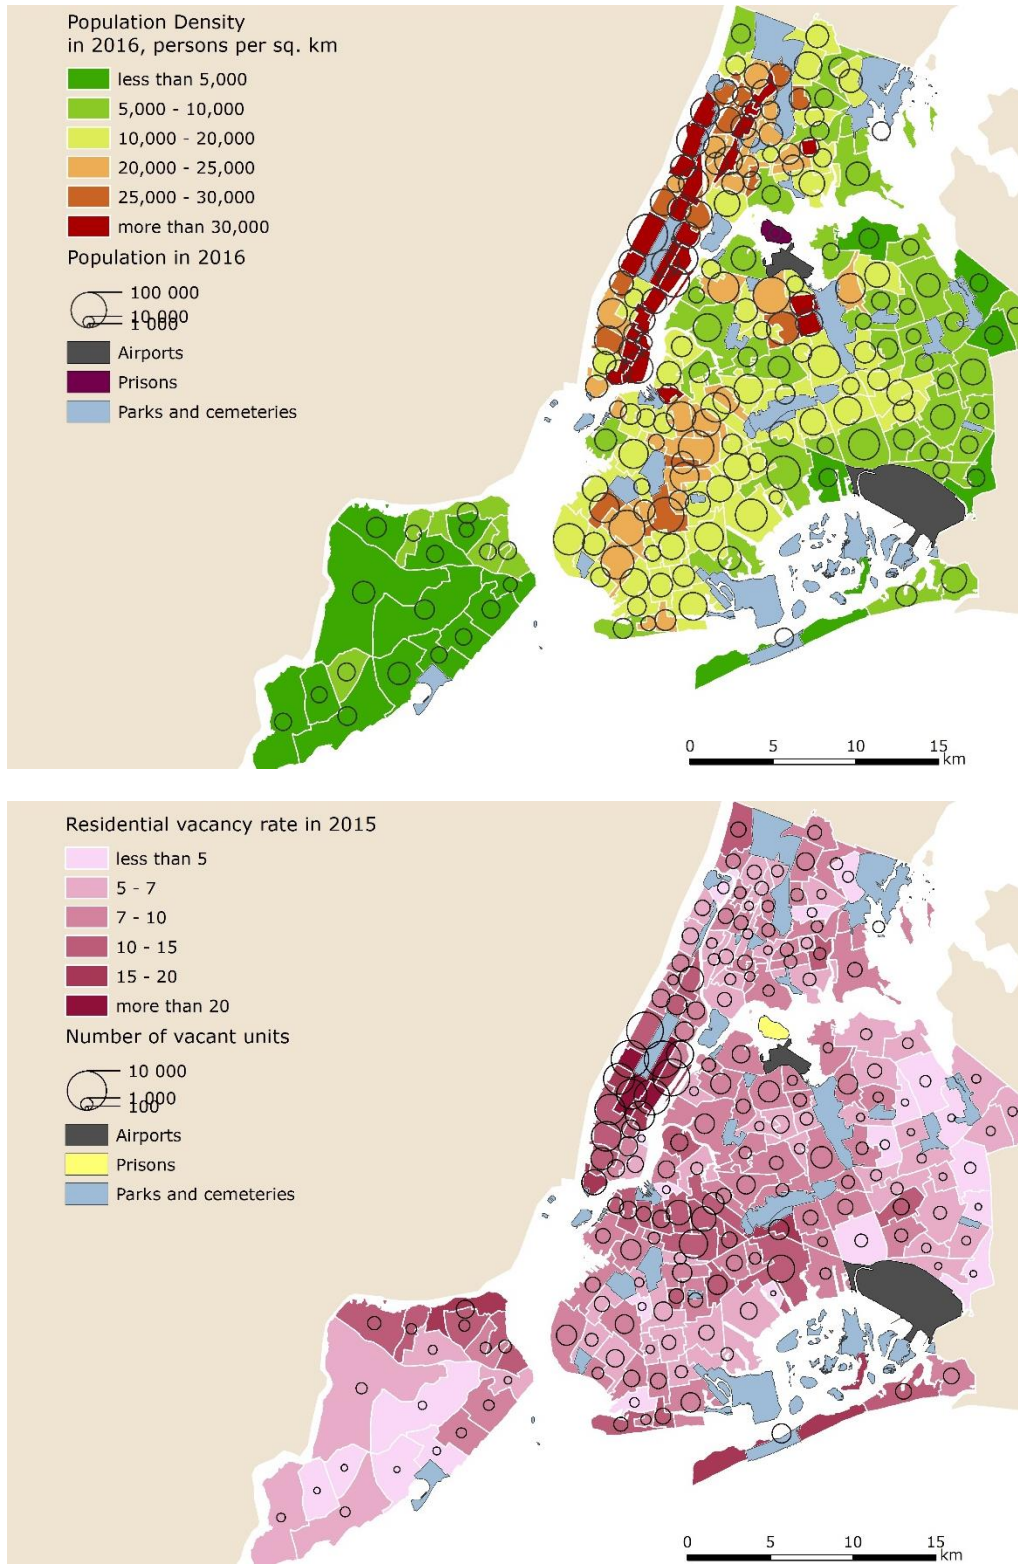 Population Density
in 2016, persons per sq. km
less than 5,000
5,000 - 10,000
10,000 - 20,000
20,000 - 25,000
25,000 - 30,000
more than 30,000
Population in 2016
100 000
10 000
1 000
Airports
Prisons
Parks and cemeteries
0 5 10 15
km
Residential vacancy rate in 2015
less than 5
5 - 7
7 - 10
10 - 15
15 - 20
more than 20
Number of vacant units
10 000
1 000
100
Airports
Prisons
Parks and cemeteries
0 5 10 15
km